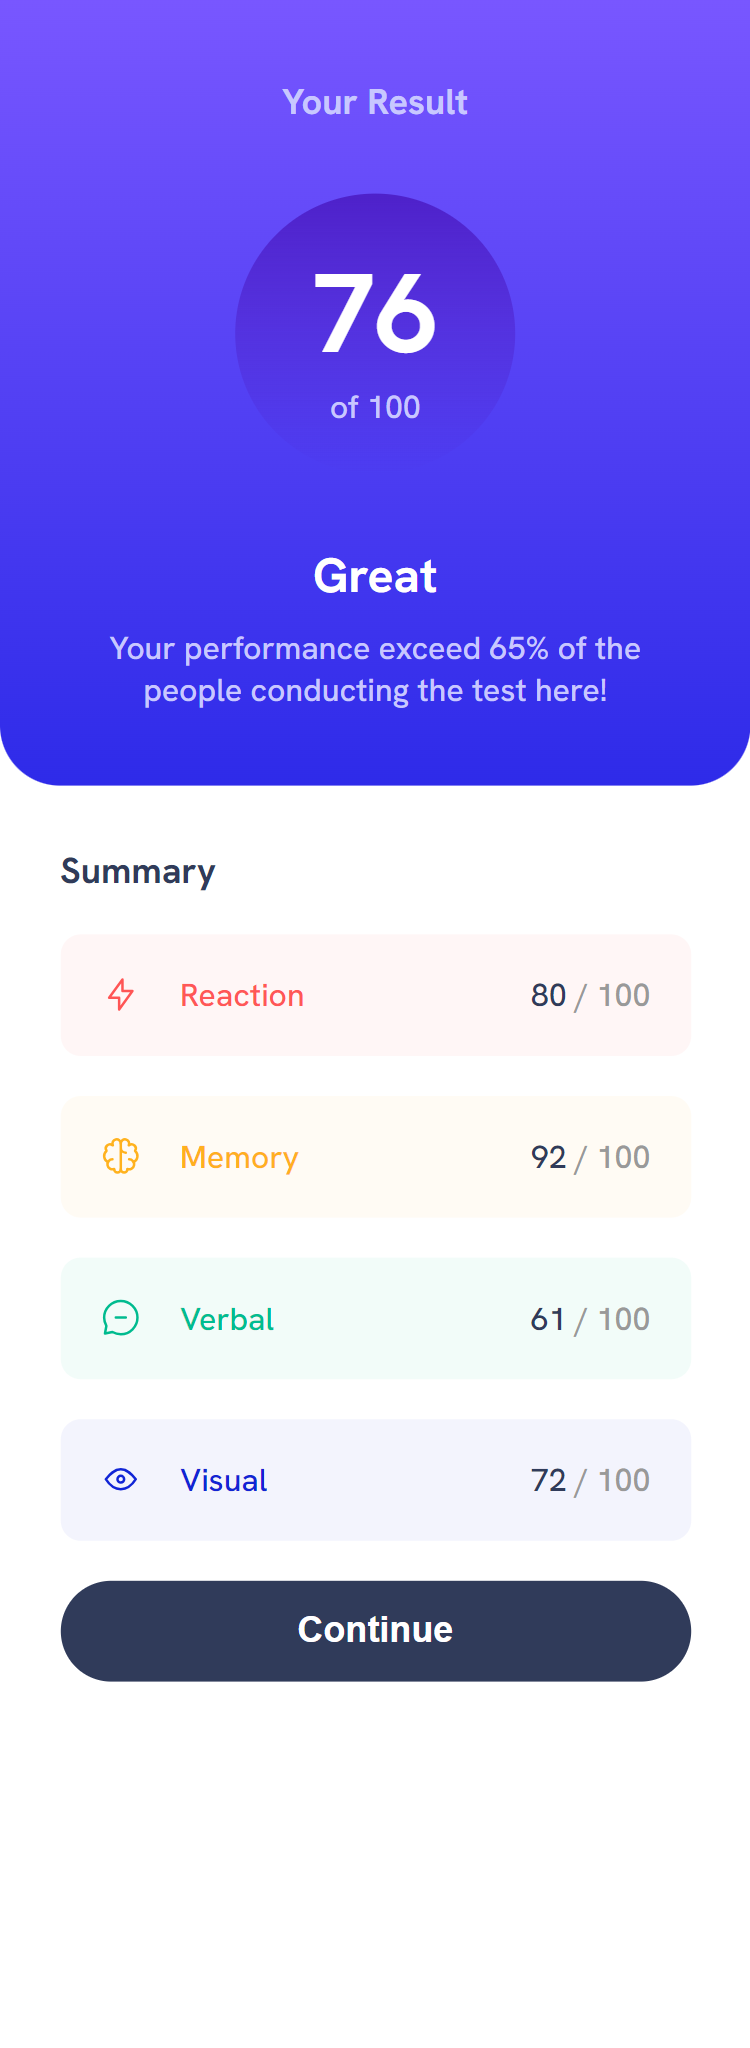 Your Result
76
of 100
Great
Your performance exceed 65% of the
people conducting the test here!
Summary
Reaction 80 / 100
Memory 92 / 100
Verbal 61 / 100
Visual 72 / 100
Continue